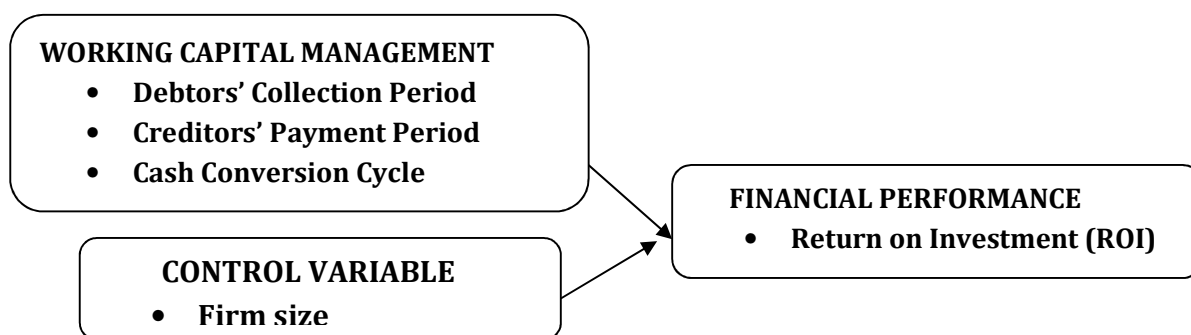 WORKING CAPITAL MANAGEMENT
• Debtors’ Collection Period
• Creditors’ Payment Period
• Cash Conversion Cycle
FINANCIAL PERFORMANCE
• Return on Investment (ROI)
CONTROL VARIABLE
• Firm size